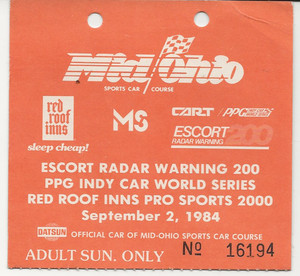 Mid Ohio
SPORTS CAR COURSE
red roof inns
sleep cheap!
MS
CART
PPG
ESCORT 200
RADAR WARNING
ESCORT RADAR WARNING 200
PPG INDY CAR WORLD SERIES
RED ROOF INNS PRO SPORTS 2000
September 2, 1984
DATSUN
OFFICIAL CAR OF MID-OHIO SPORTS CAR COURSE
ADULT SUN. ONLY
Nº 16194